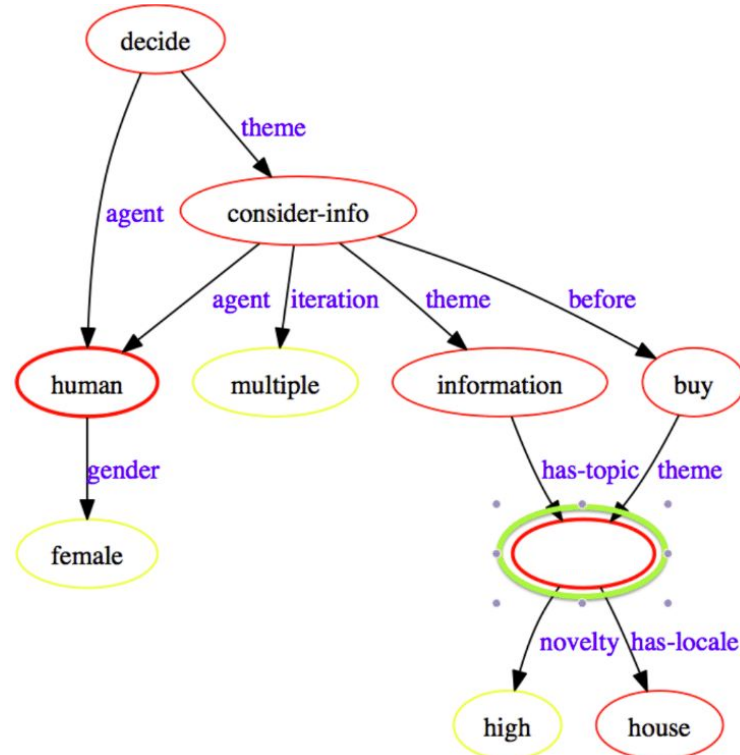 decide
theme
agent
consider-info
agent iteration theme before
human multiple information buy
gender has-topic theme
female
novelty has-locale
high house